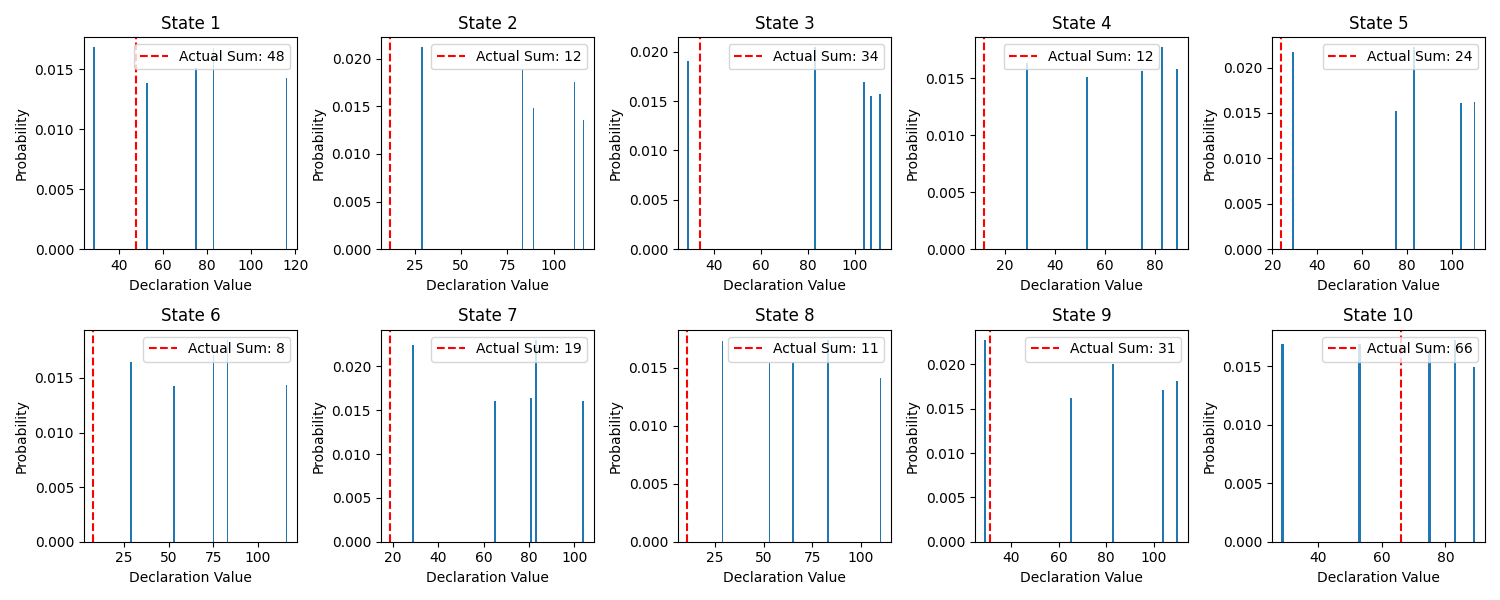 State 1
State 2
State 3
State 4
State 5
Probability
0.015
0.010
0.005
0.000
Actual Sum: 48
40 60 80 100 120
Declaration Value
Probability
0.020
0.015
0.010
0.005
0.000
Actual Sum: 12
25 50 75 100
Declaration Value
Probability
0.020
0.015
0.010
0.005
0.000
Actual Sum: 34
40 60 80 100
Declaration Value
Probability
0.015
0.010
0.005
0.000
Actual Sum: 12
20 40 60 80
Declaration Value
Probability
0.020
0.015
0.010
0.005
0.000
Actual Sum: 24
20 40 60 80 100
Declaration Value
State 6
State 7
State 8
State 9
State 10
Probability
0.015
0.010
0.005
0.000
Actual Sum: 8
25 50 75 100
Declaration Value
Probability
0.020
0.015
0.010
0.005
0.000
Actual Sum: 19
20 40 60 80 100
Declaration Value
Probability
0.015
0.010
0.005
0.000
Actual Sum: 11
25 50 75 100
Declaration Value
Probability
0.020
0.015
0.010
0.005
0.000
Actual Sum: 31
40 60 80 100
Declaration Value
Probability
0.015
0.010
0.005
0.000
Actual Sum: 66
40 60 80
Declaration Value